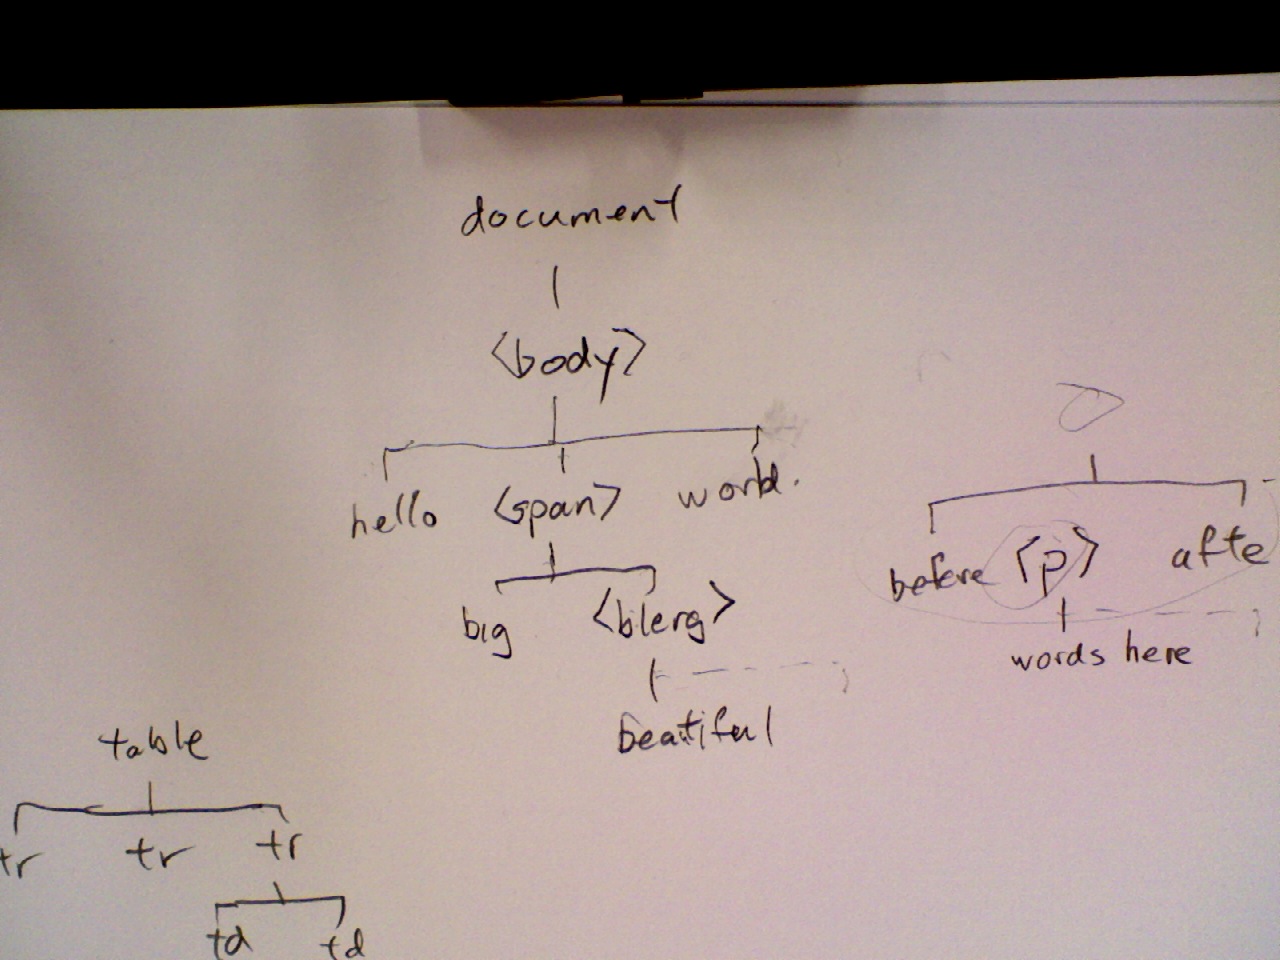 document
<body>
hello <span> world.
big <blerg>
beatiful
before <p> afte
words here
table
tr tr tr
td td